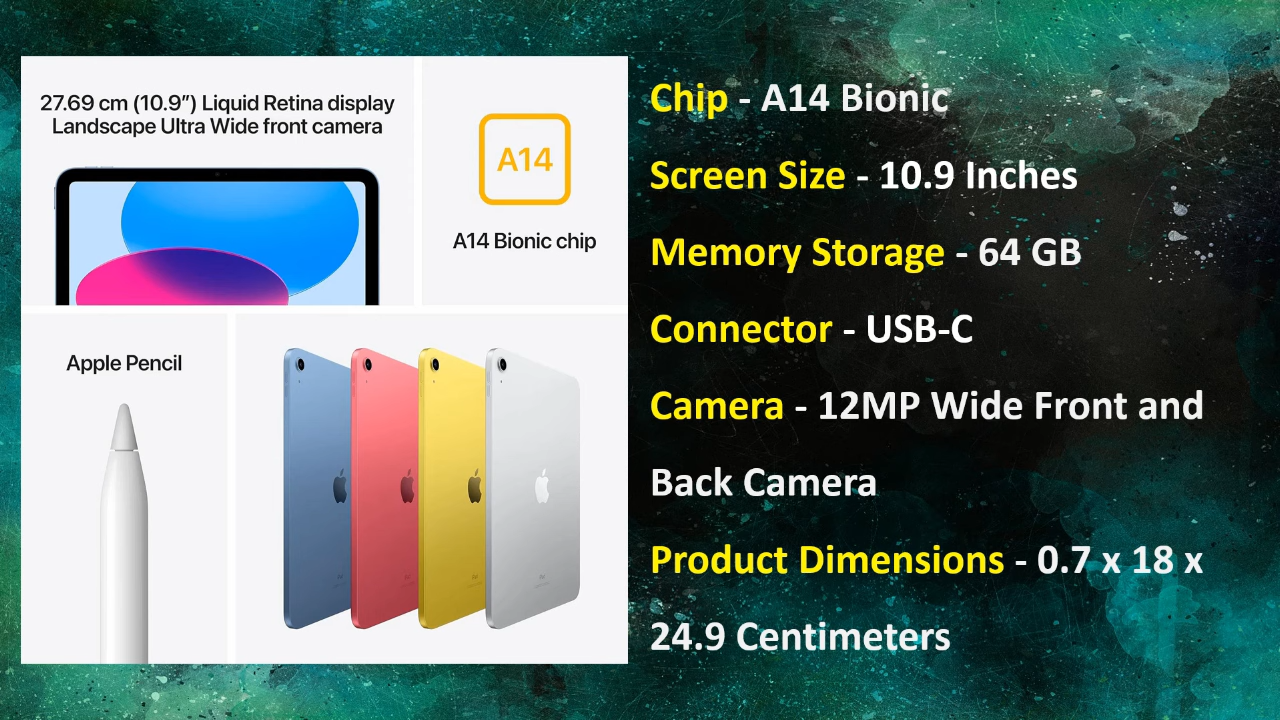 27.69 cm (10.9”) Liquid Retina display
Landscape Ultra Wide front camera
A14
A14 Bionic chip
Apple Pencil
Chip - A14 Bionic
Screen Size - 10.9 Inches
Memory Storage - 64 GB
Connector - USB-C
Camera - 12MP Wide Front and
Back Camera
Product Dimensions - 0.7 x 18 x
24.9 Centimeters